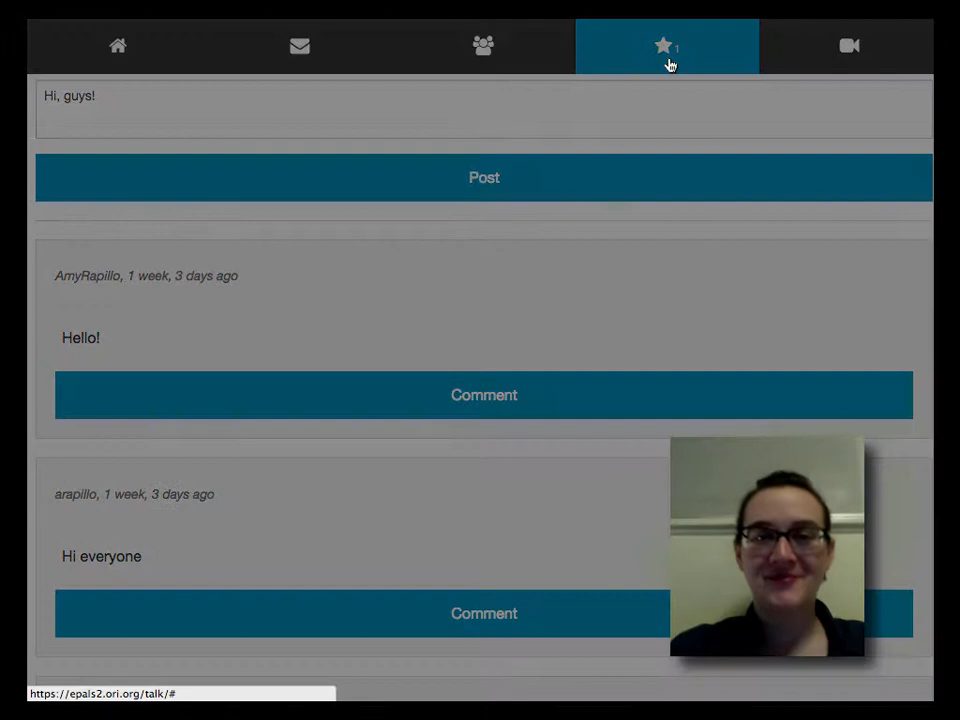 1
Hi, guys!
Post
AmyRapillo, 1 week, 3 days ago
Hello!
Comment
arapillo, 1 week, 3 days ago
Hi everyone
Comment
https://epals2.ori.org/talk/#